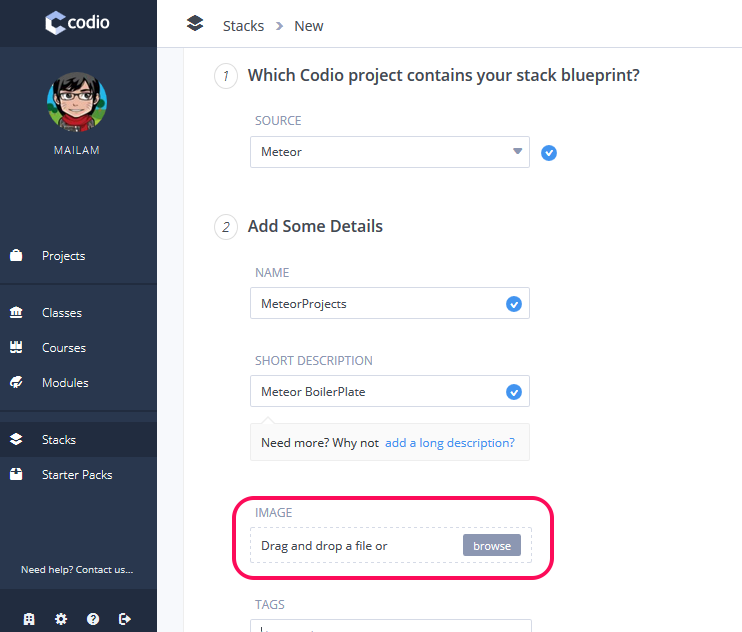 codio
Stacks > New
MAILAM
Projects
Classes
Courses
Modules
Stacks
Starter Packs
Need help? Contact us...
1 Which Codio project contains your stack blueprint?
SOURCE
Meteor
2 Add Some Details
NAME
MeteorProjects
SHORT DESCRIPTION
Meteor BoilerPlate
Need more? Why not add a long description?
IMAGE
Drag and drop a file or browse
TAGS